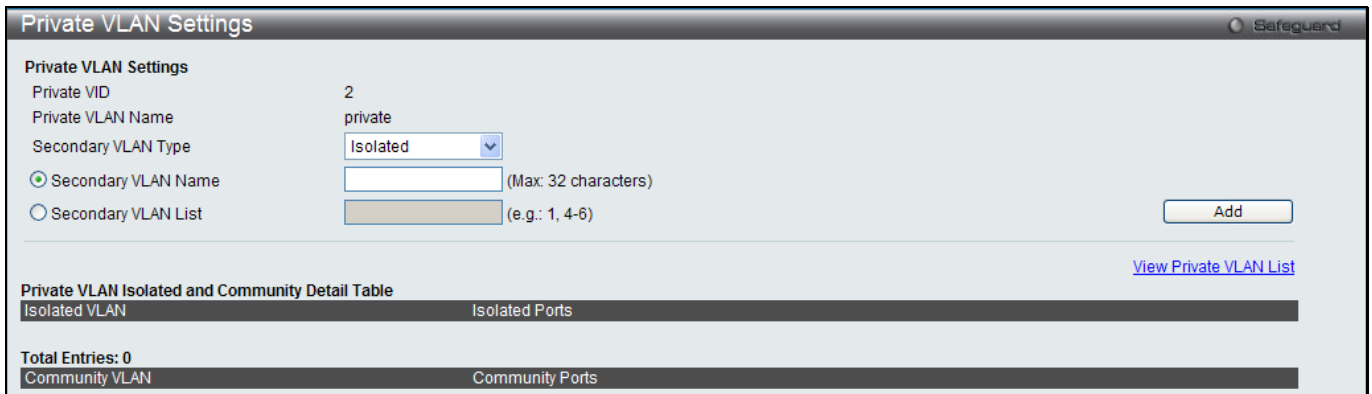 Private VLAN Settings
Safeguard
Private VLAN Settings
Private VID 2
Private VLAN Name private
Secondary VLAN Type Isolated
Secondary VLAN Name (Max: 32 characters)
Secondary VLAN List (e.g.: 1, 4-6) Add
View Private VLAN List
Private VLAN Isolated and Community Detail Table
Isolated VLAN Isolated Ports
Total Entries: 0
Community VLAN Community Ports